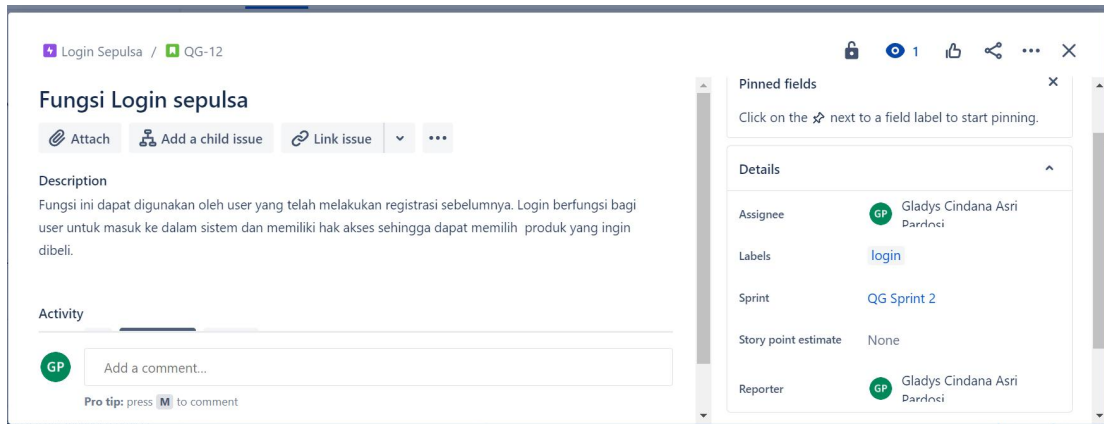 Login Sepulsa / QG-12
1
Fungsi Login sepulsa
Attach
Add a child issue
Link issue
Description
Fungsi ini dapat digunakan oleh user yang telah melakukan registrasi sebelumnya. Login berfungsi bagi
user untuk masuk ke dalam sistem dan memiliki hak akses sehingga dapat memilih produk yang ingin
dibeli.
Activity
GP
Add a comment...
Pro tip: press M to comment
Pinned fields
Click on the next to a field label to start pinning.
Details
Assignee
GP
Gladys Cindana Asri
Pardosi
Labels
login
Sprint
QG Sprint 2
Story point estimate
None
Reporter
GP
Gladys Cindana Asri
Pardosi